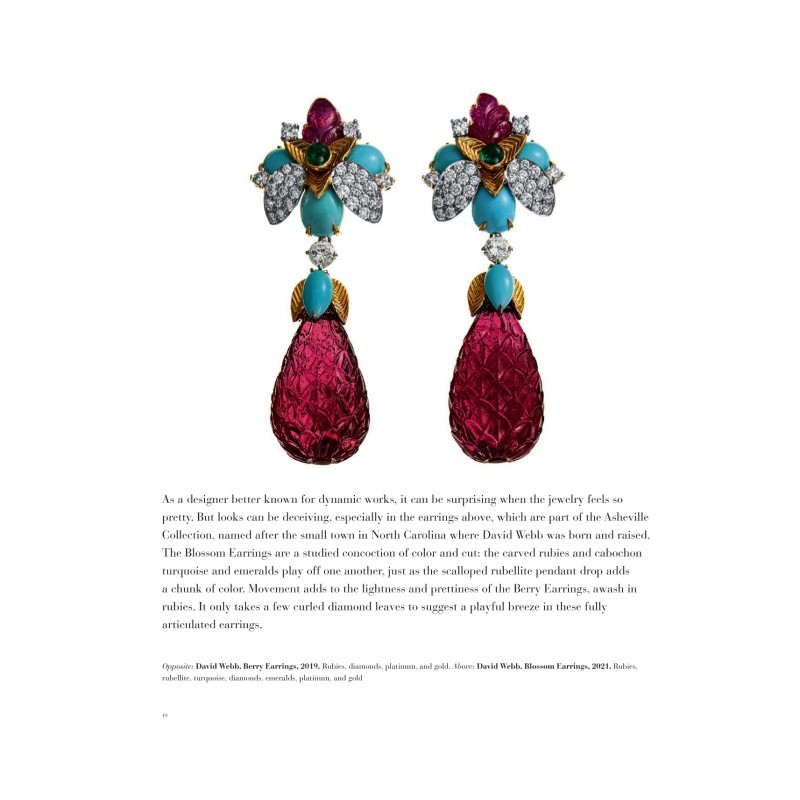 As a designer better known for dynamic works, it can be surprising when the jewelry feels so
pretty. But looks can be deceiving, especially in the earrings above, which are part of the Asheville
Collection, named after the small town in North Carolina where David Webb was born and raised.
The Blossom Earrings are a studied concoction of color and cut: the carved rubies and cabochon
turquoise and emeralds play off one another, just as the scalloped rubellite pendant drop adds
a chunk of color. Movement adds to the lightness and prettiness of the Berry Earrings, awash in
rubies. It only takes a few curled diamond leaves to suggest a playful breeze in these fully
articulated earrings.
Opposite: David Webb, Berry Earrings, 2019. Rubies, diamonds, platinum, and gold. Above: David Webb, Blossom Earrings, 2021. Rubies,
rubellite, turquoise, diamonds, emeralds, platinum, and gold
19